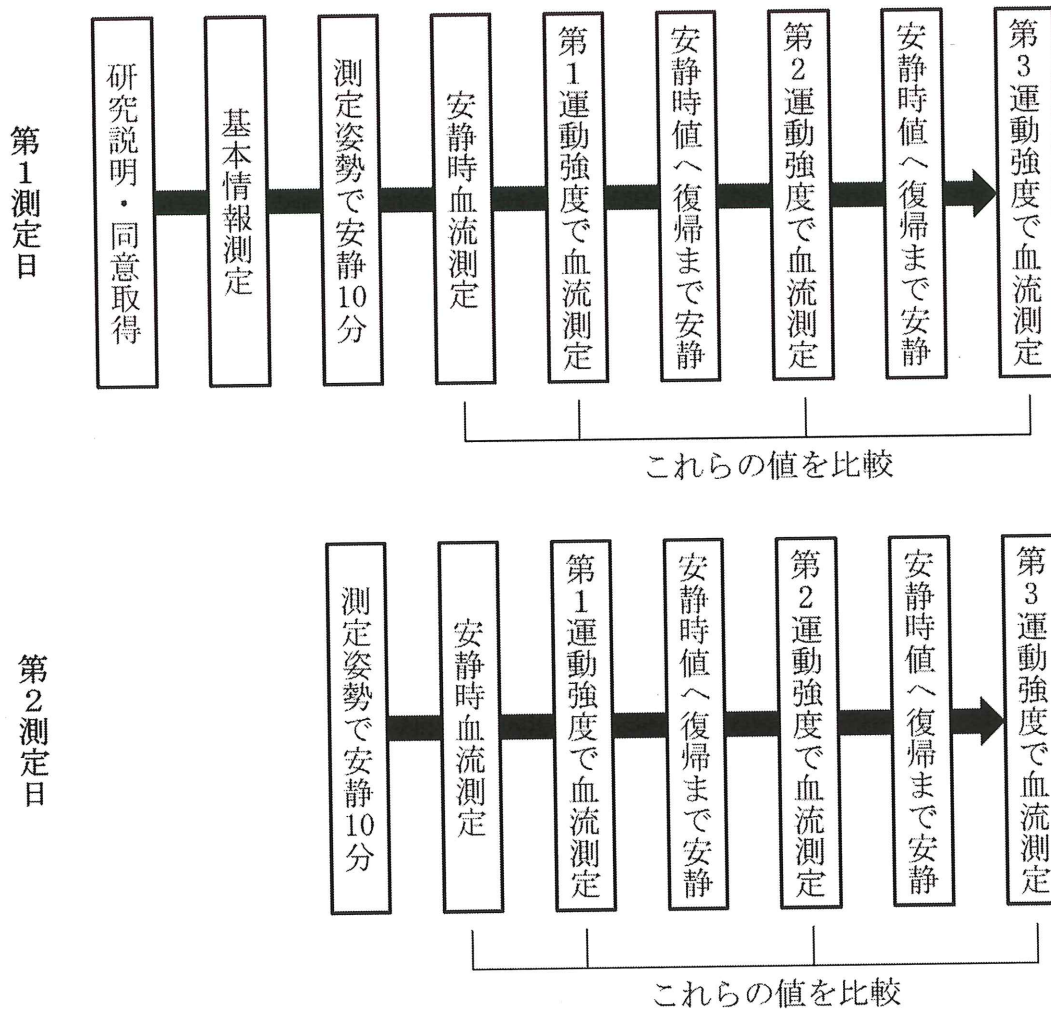 第1測定日
研究説明・同意取得
基本情報測定
測定姿勢で安静10分
安静時血流測定
第1運動強度で血流測定
安静時値へ復帰まで安静
第2運動強度で血流測定
安静時値へ復帰まで安静
第3運動強度で血流測定
これらの値を比較
第2測定日
測定姿勢で安静10分
安静時血流測定
第1運動強度で血流測定
安静時値へ復帰まで安静
第2運動強度で血流測定
安静時値へ復帰まで安静
第3運動強度で血流測定
これらの値を比較